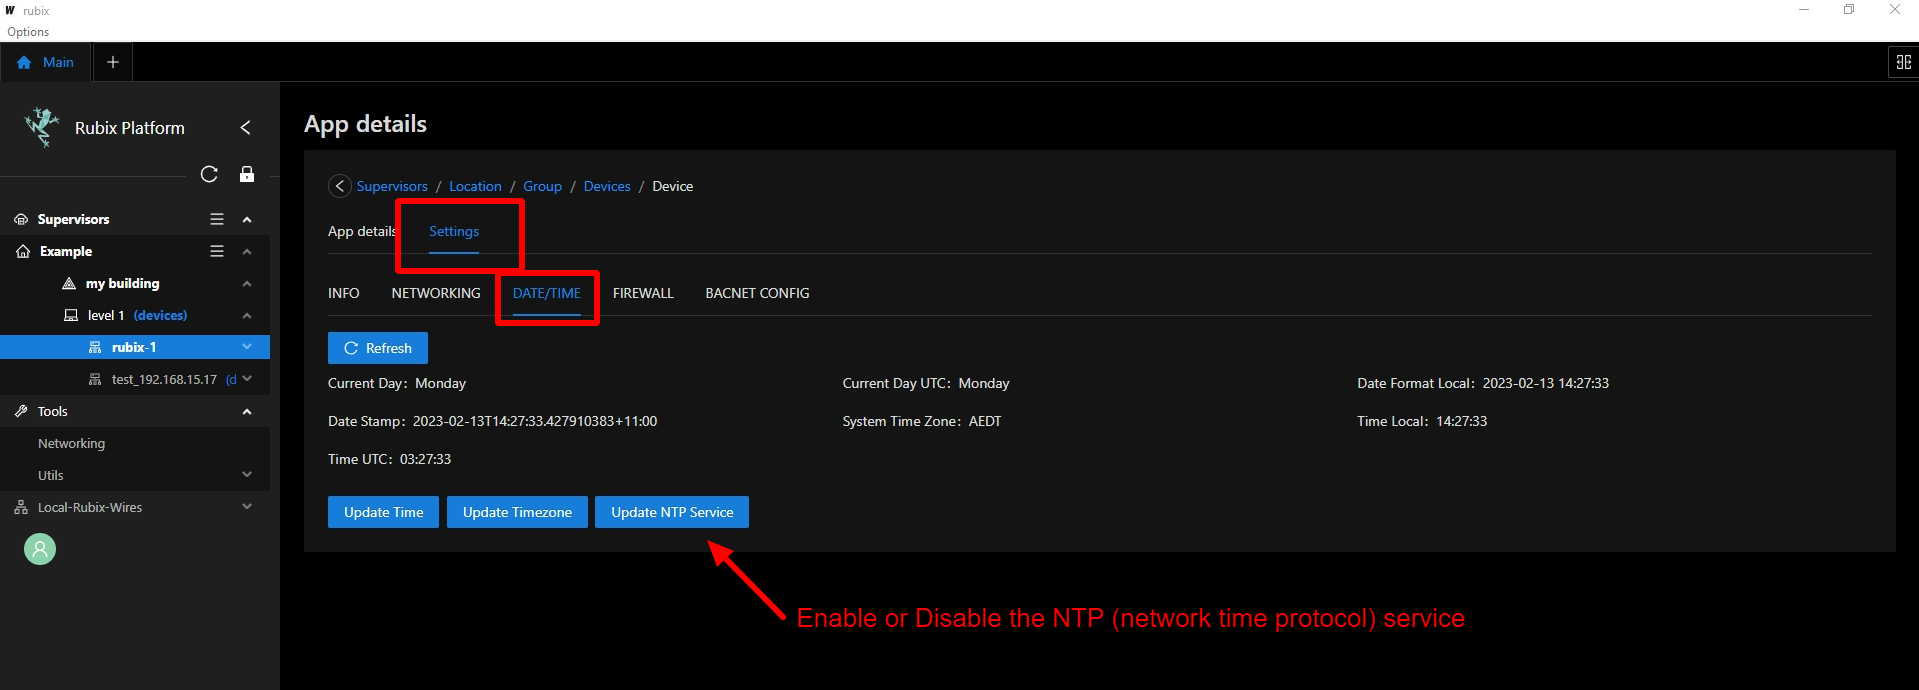 W rubix
Options
Main
Rubix Platform
App details
Supervisors / Location / Group / Devices / Device
App details Settings
INFO NETWORKING DATE/TIME FIREWALL BACNET CONFIG
Refresh
Current Day: Monday Current Day UTC: Monday Date Format Local: 2023-02-13 14:27:33
Date Stamp: 2023-02-13T14:27:33.427910383+11:00 System Time Zone: AEDT Time Local: 14:27:33
Time UTC: 03:27:33
Update Time Update Timezone Update NTP Service
Enable or Disable the NTP (network time protocol) service
Supervisors
Example
my building
level 1 (devices)
rubix-1
test_192.168.15.17 (d
Tools
Networking
Utils
Local-Rubix-Wires